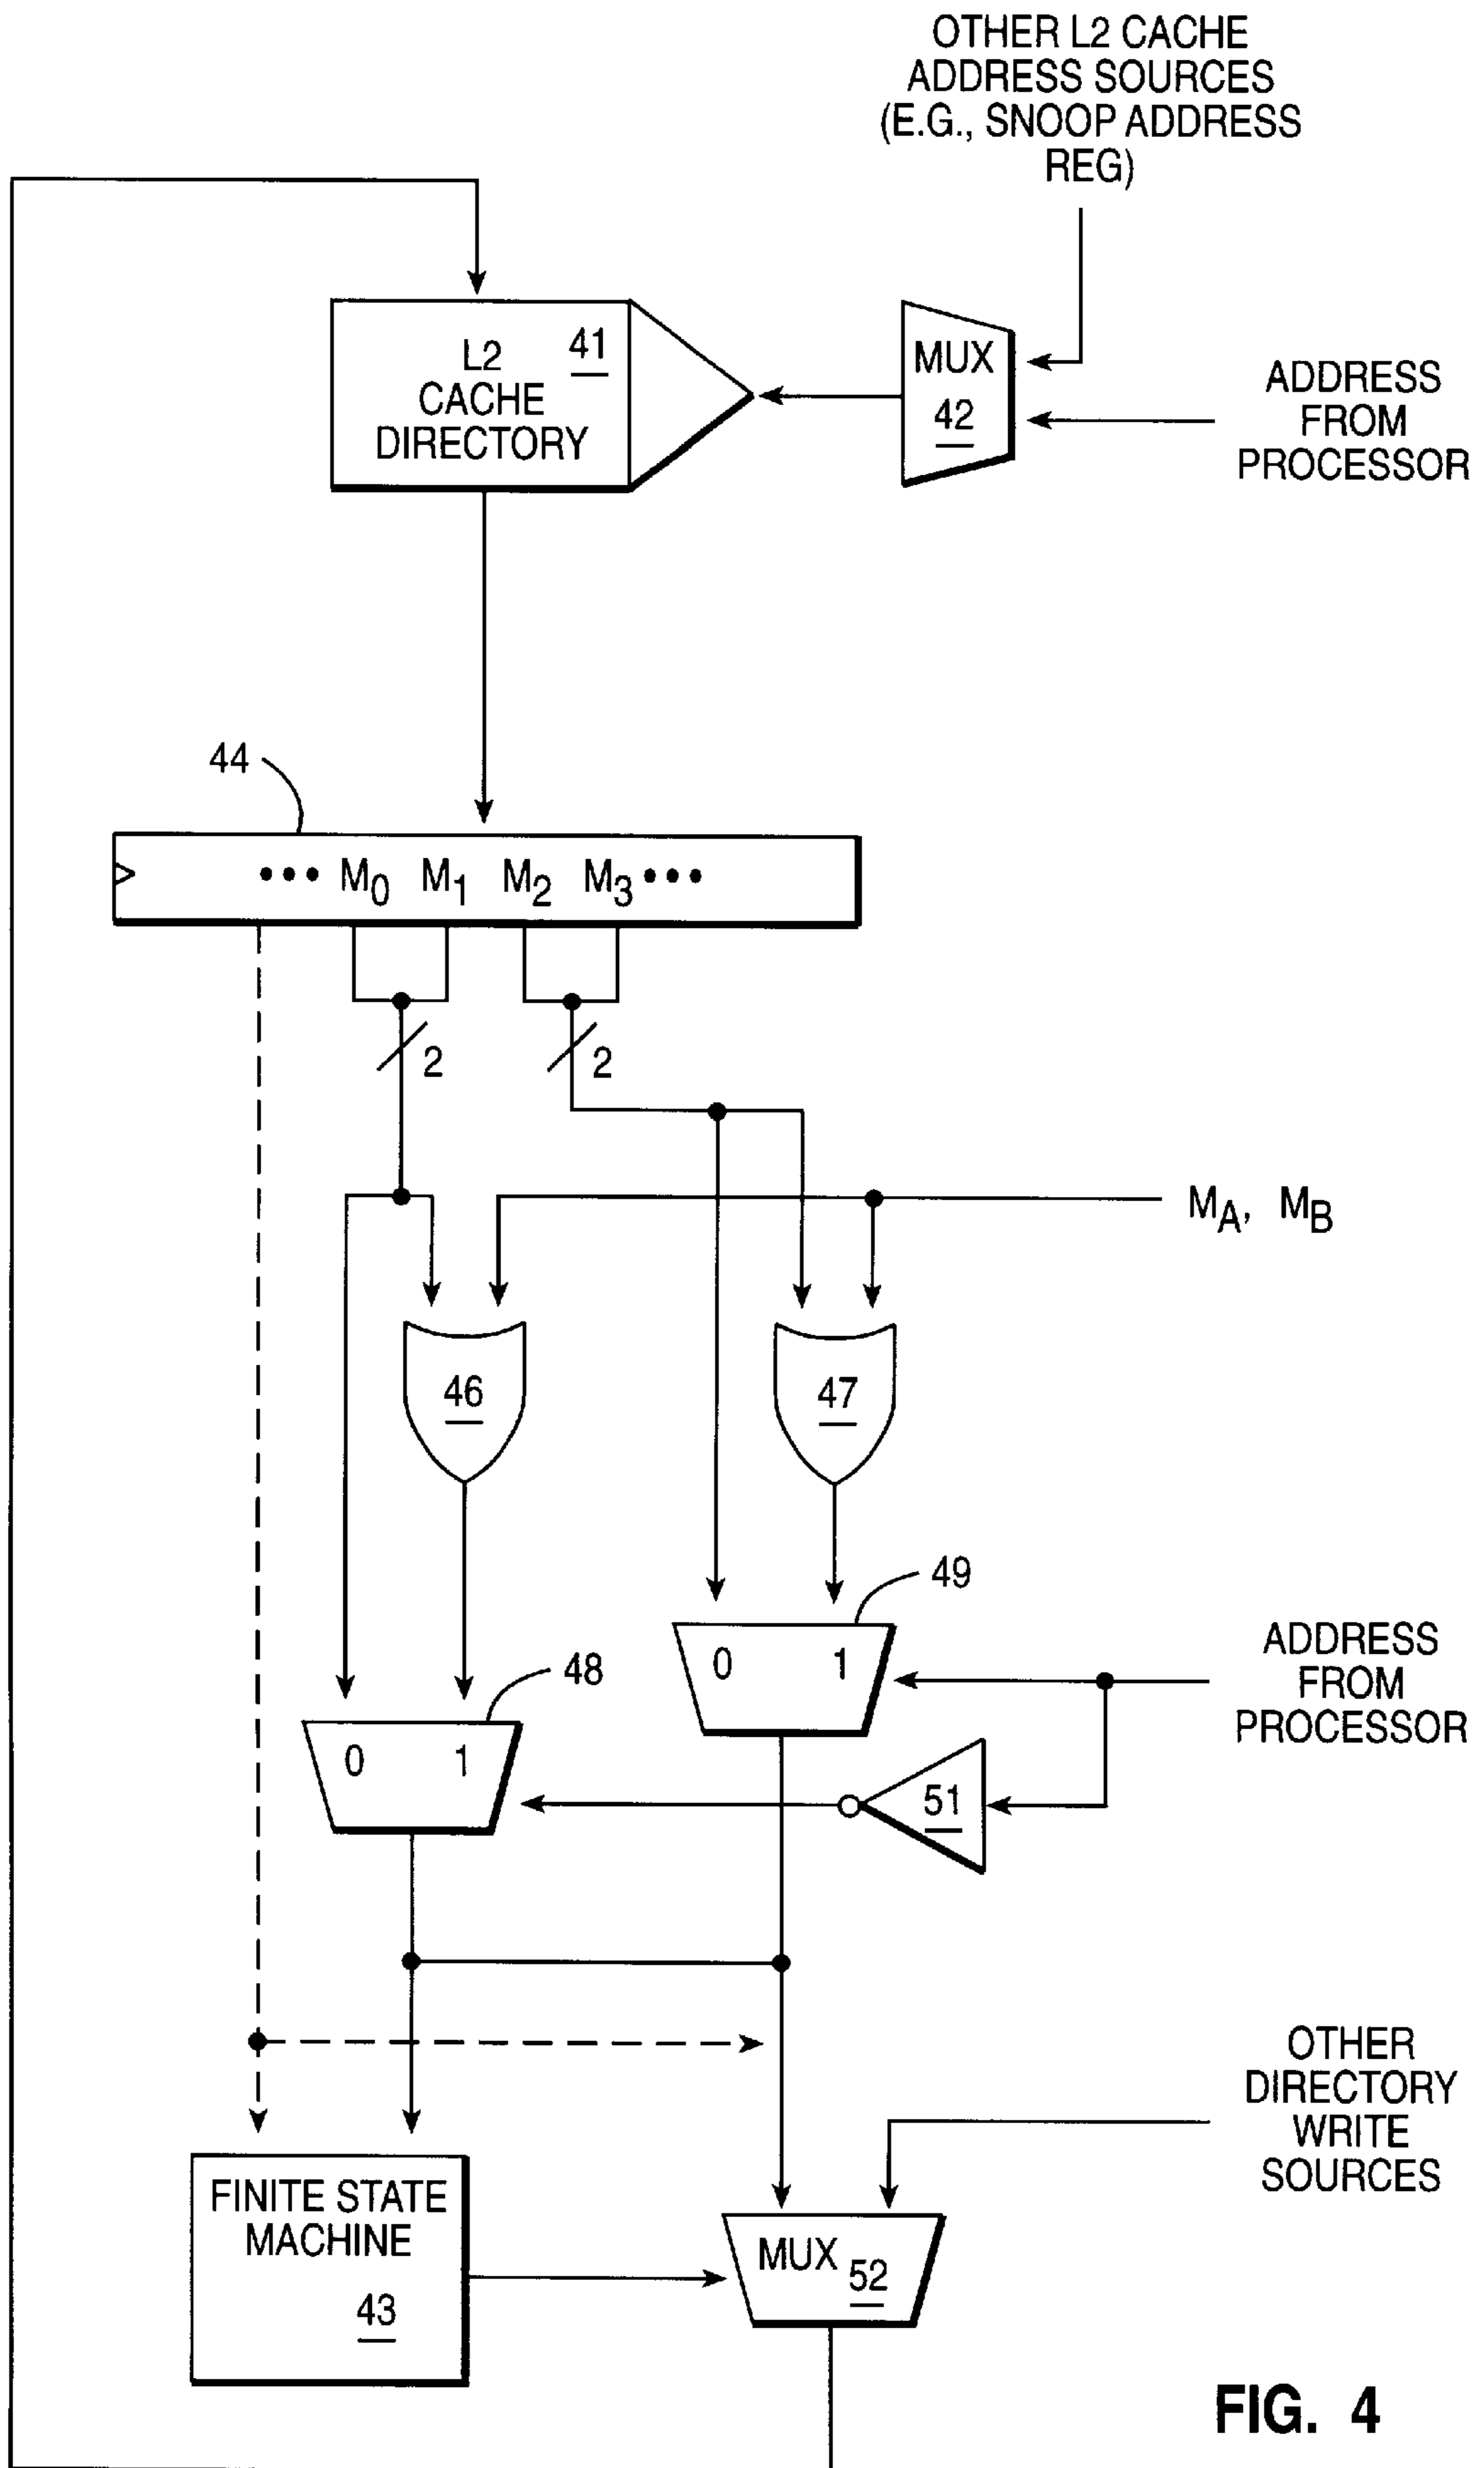 OTHER L2 CACHE
ADDRESS SOURCES
(E.G., SNOOP ADDRESS
REG)
L2
CACHE
DIRECTORY
41
MUX
42
ADDRESS
FROM
PROCESSOR
44
••• M0 M1 M2 M3 •••
2
2
MA, MB
46
47
49
0 1
48
0 1
ADDRESS
FROM
PROCESSOR
51
OTHER
DIRECTORY
WRITE
SOURCES
FINITE STATE
MACHINE
43
MUX 52
FIG. 4